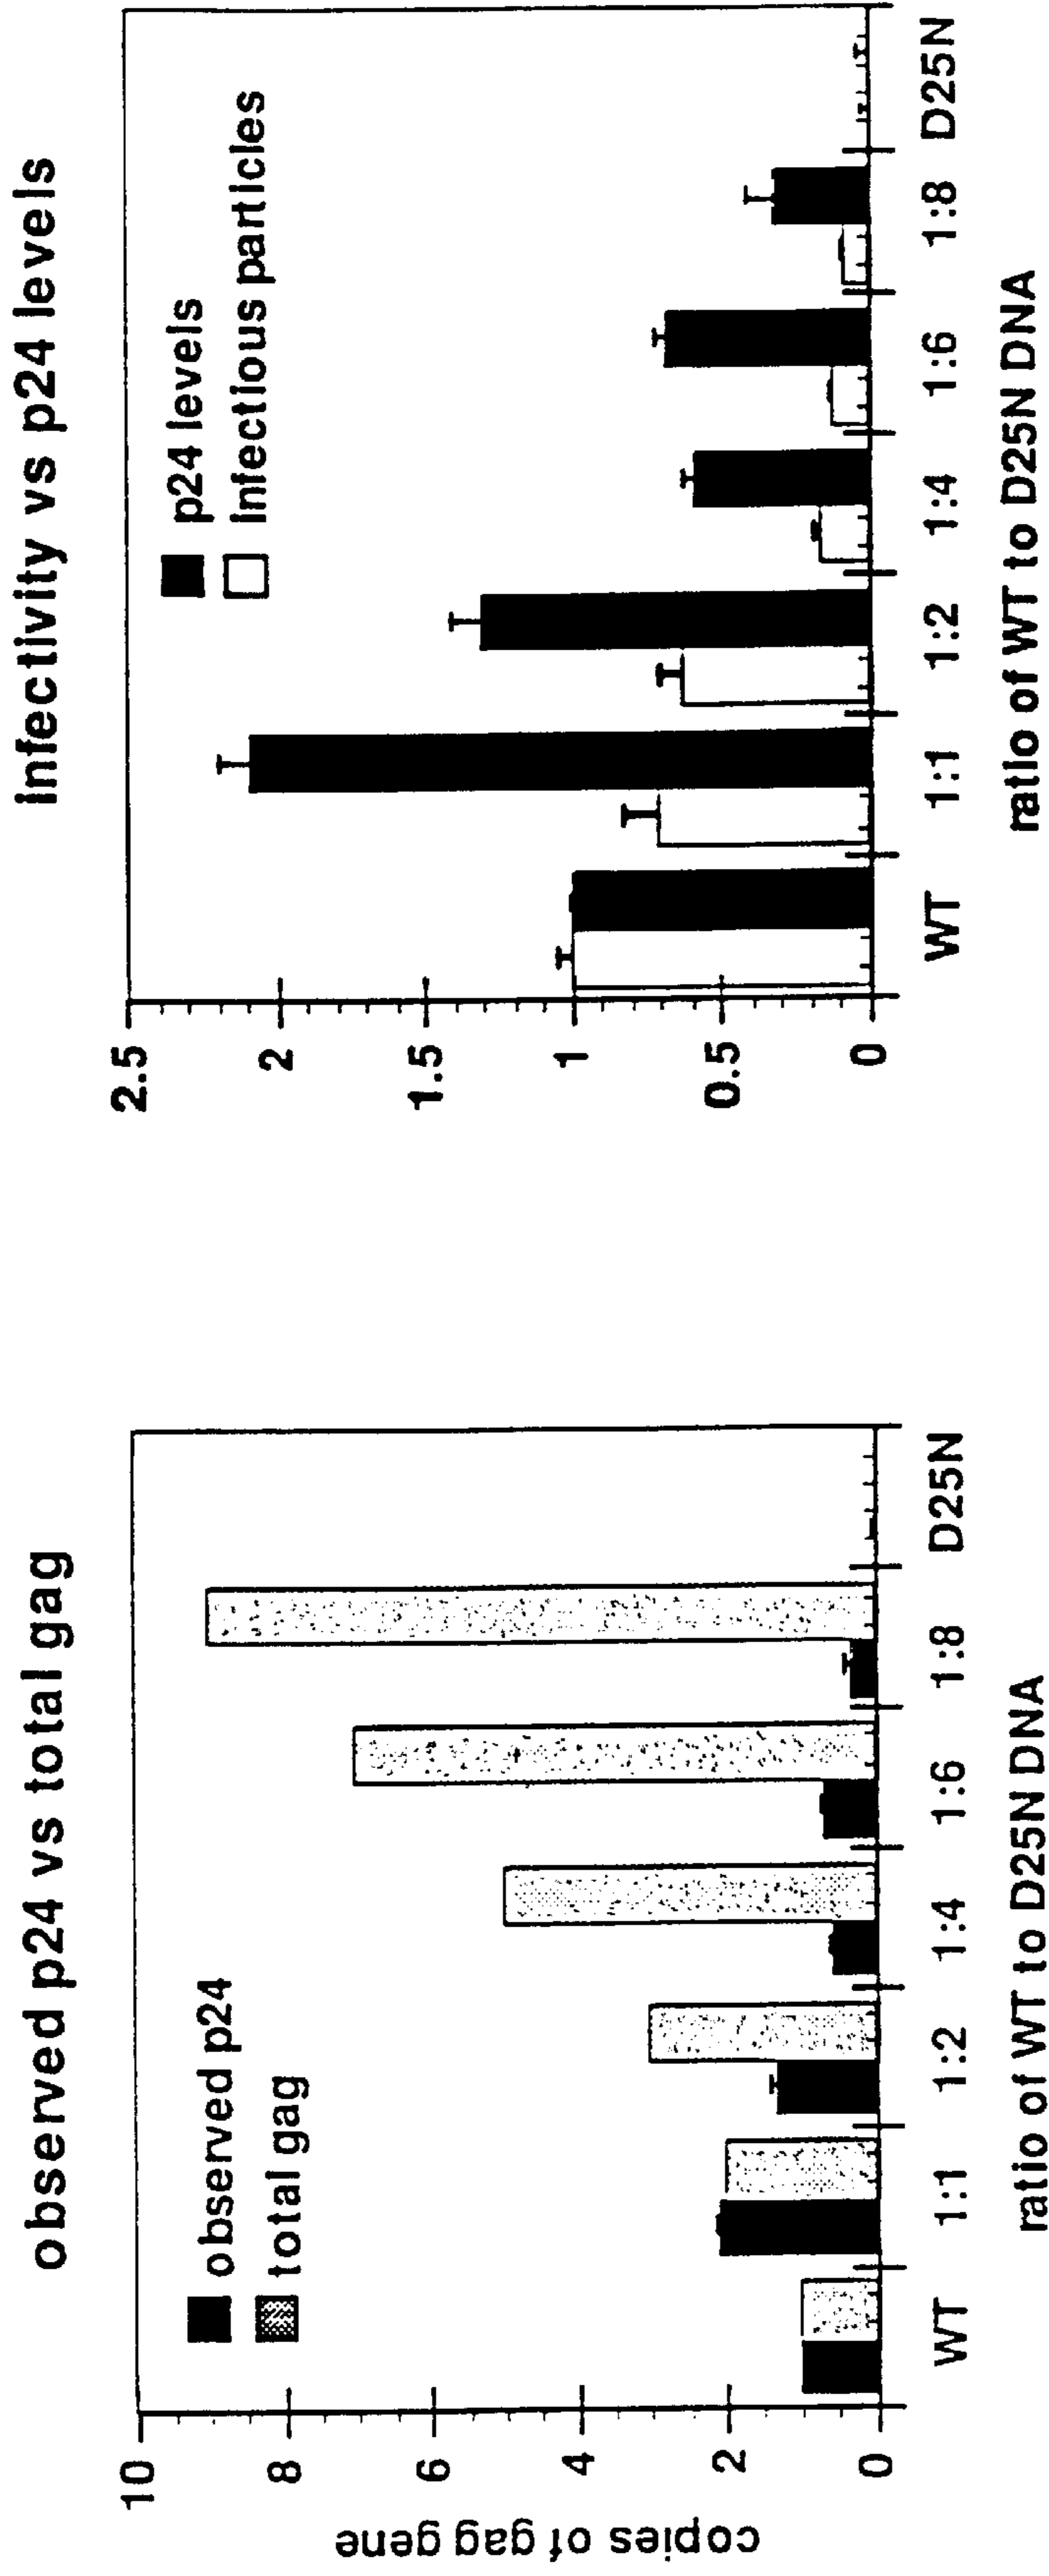 observed p24 vs total gag
observed p24
total gag
copies of gag gene
10
8
6
4
2
0
WT 1:1 1:2 1:4 1:6 1:8 D25N
ratio of WT to D25N DNA
infectivity vs p24 levels
p24 levels
infectious particles
2.5
2
1.5
1
0.5
0
WT 1:1 1:2 1:4 1:6 1:8 D25N
ratio of WT to D25N DNA